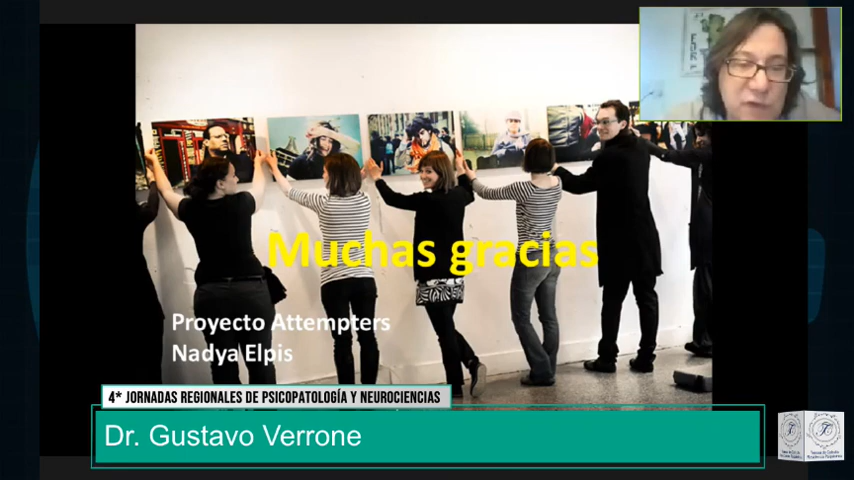 Muchas gracias
Proyecto Attempters
Nadya Elpis
4* JORNADAS REGIONALES DE PSICOPATOLOGÍA Y NEUROCIENCIAS
Dr. Gustavo Verrone